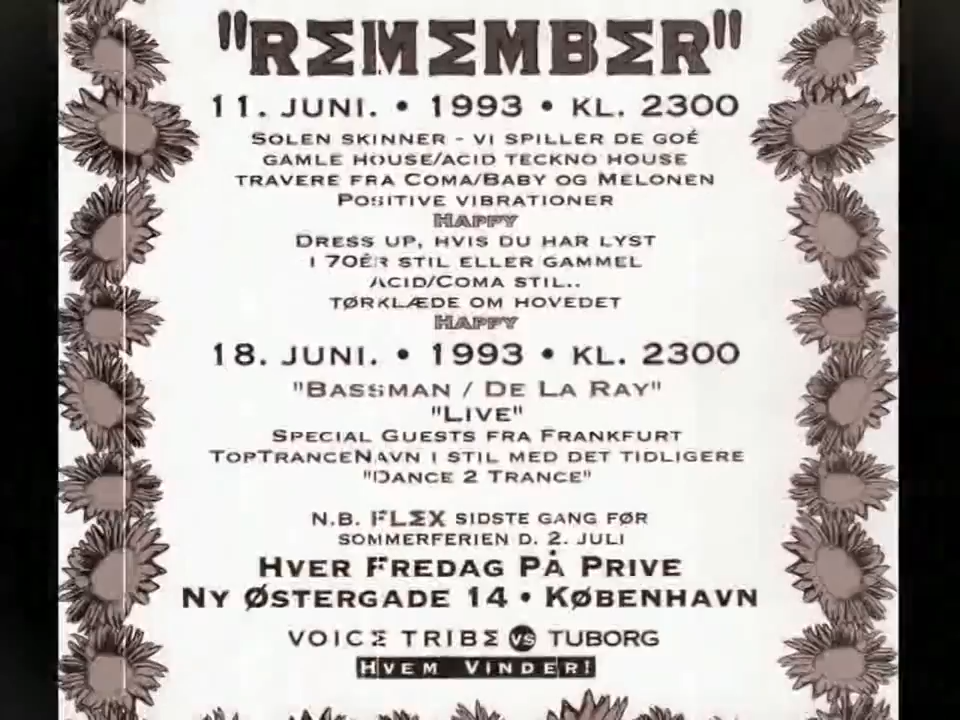 "REMEMBER"
11. JUNI. • 1993 • KL. 2300
SOLEN SKINNER - VI SPILLER DE GOÉ
GAMLE HOUSE/ACID TECKNO HOUSE
TRAVERE FRA COMA/BABY OG MELONEN
POSITIVE VIBRATIONER
HAPPY
DRESS UP, HVIS DU HAR LYST
I 70ÉR STIL ELLER GAMMEL
ACID/COMA STIL..
TØRKLÆDE OM HOVEDET
HAPPY
18. JUNI. • 1993 • KL. 2300
"BASSMAN / DE LA RAY"
"LIVE"
SPECIAL GUESTS FRA FRANKFURT
TOPTRANCENAVN I STIL MED DET TIDLIGERE
"DANCE 2 TRANCE"
N.B. FLEX SIDSTE GANG FØR
SOMMERFERIEN D. 2. JULI
HVER FREDAG PÅ PRIVE
NY ØSTERGADE 14 • KØBENHAVN
VOICE TRIBE VS TUBORG
HVEM VINDER!